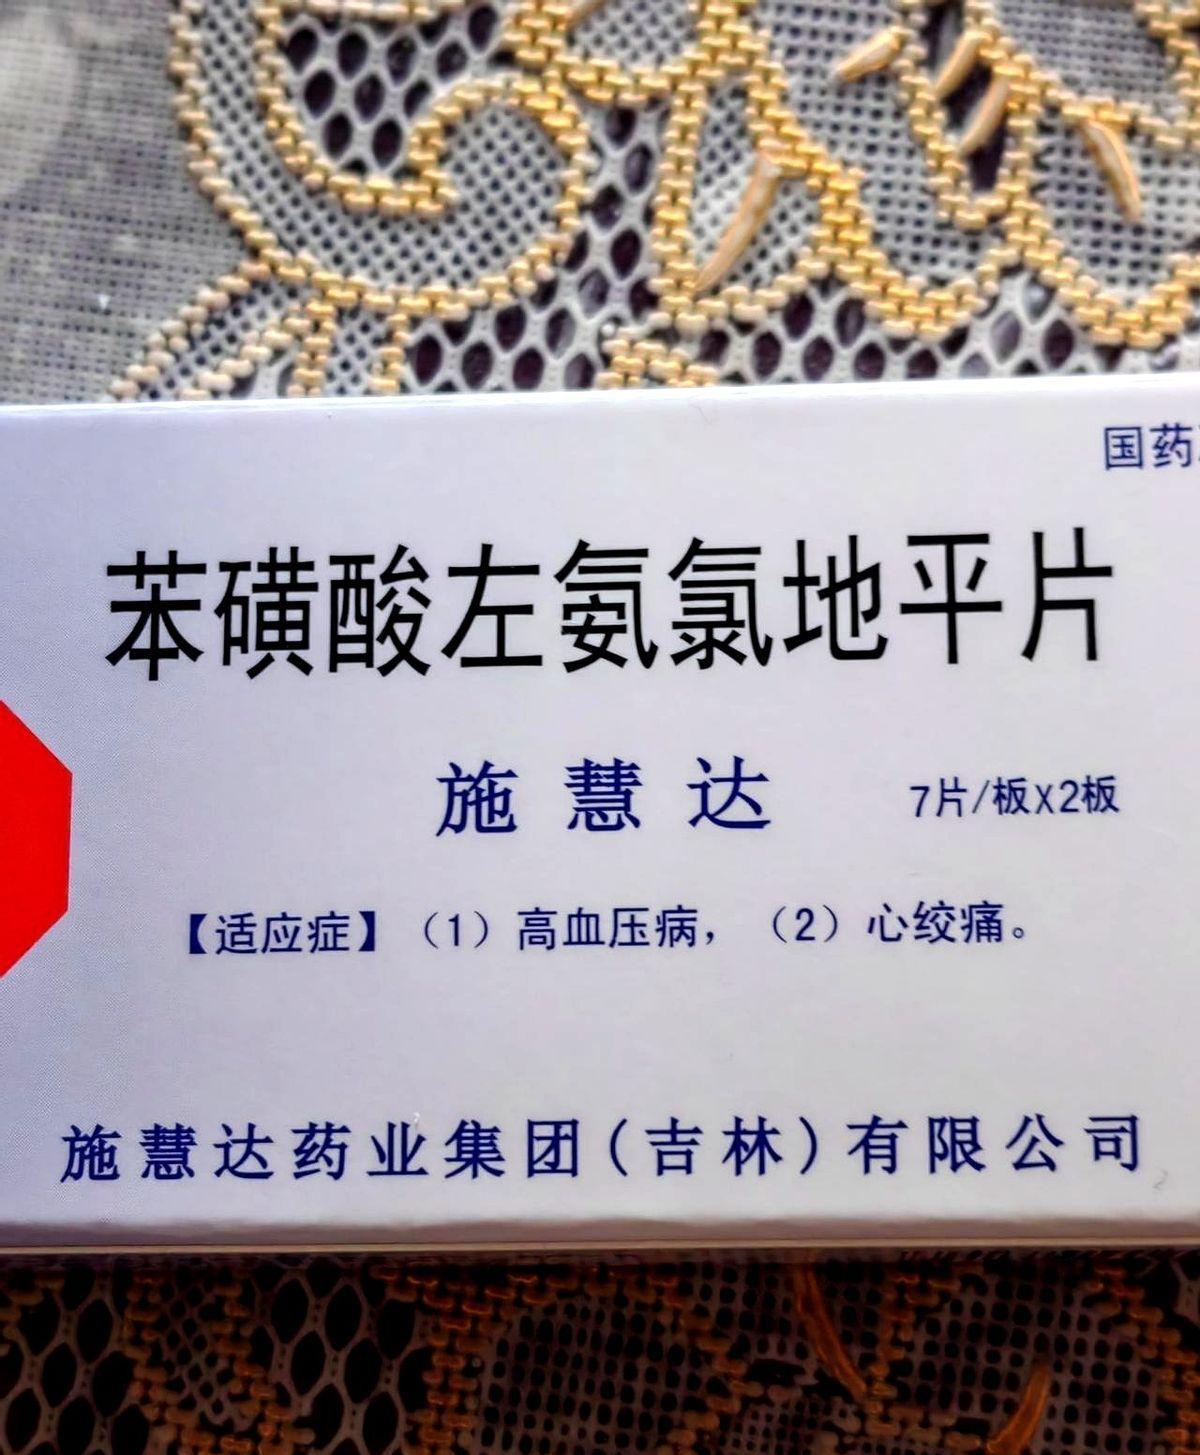 国药
苯磺酸左氨氯地平片
施慧达 7片/板X2板
【适应症】（1）高血压病，（2）心绞痛。
施慧达药业集团(吉林)有限公司